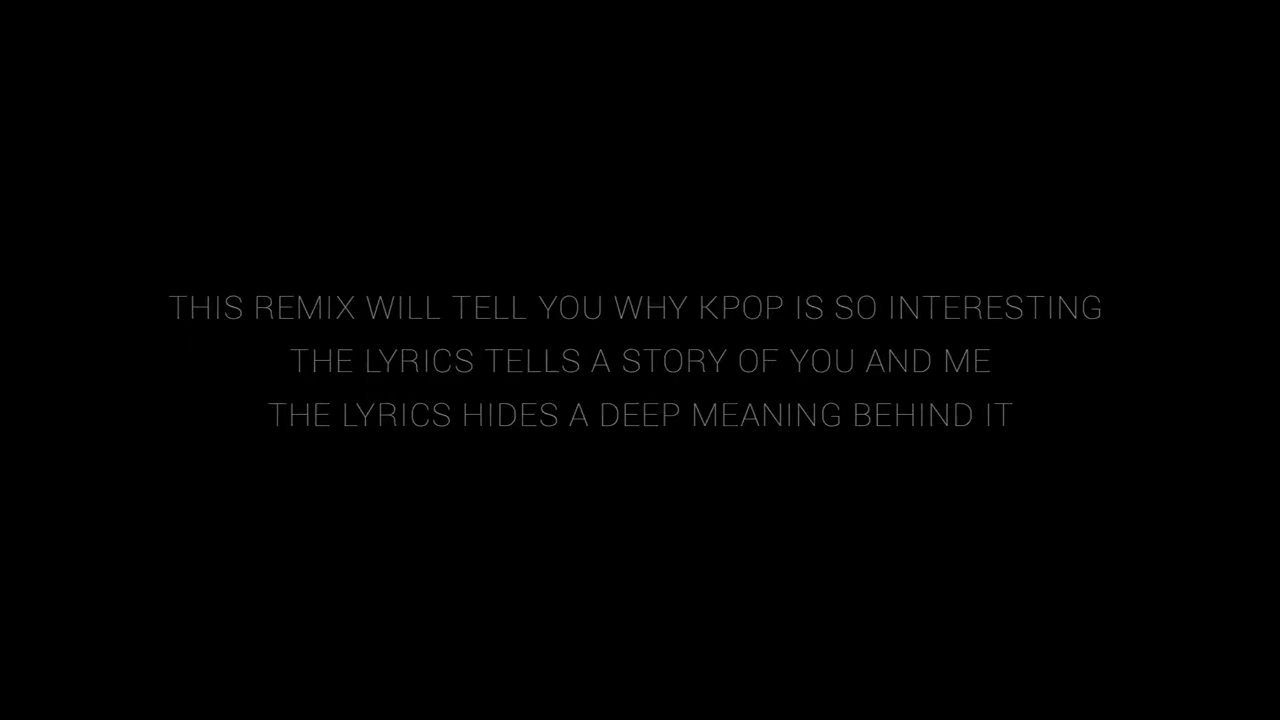 THIS REMIX WILL TELL YOU WHY KPOP IS SO INTERESTING
THE LYRICS TELLS A STORY OF YOU AND ME
THE LYRICS HIDES A DEEP MEANING BEHIND IT